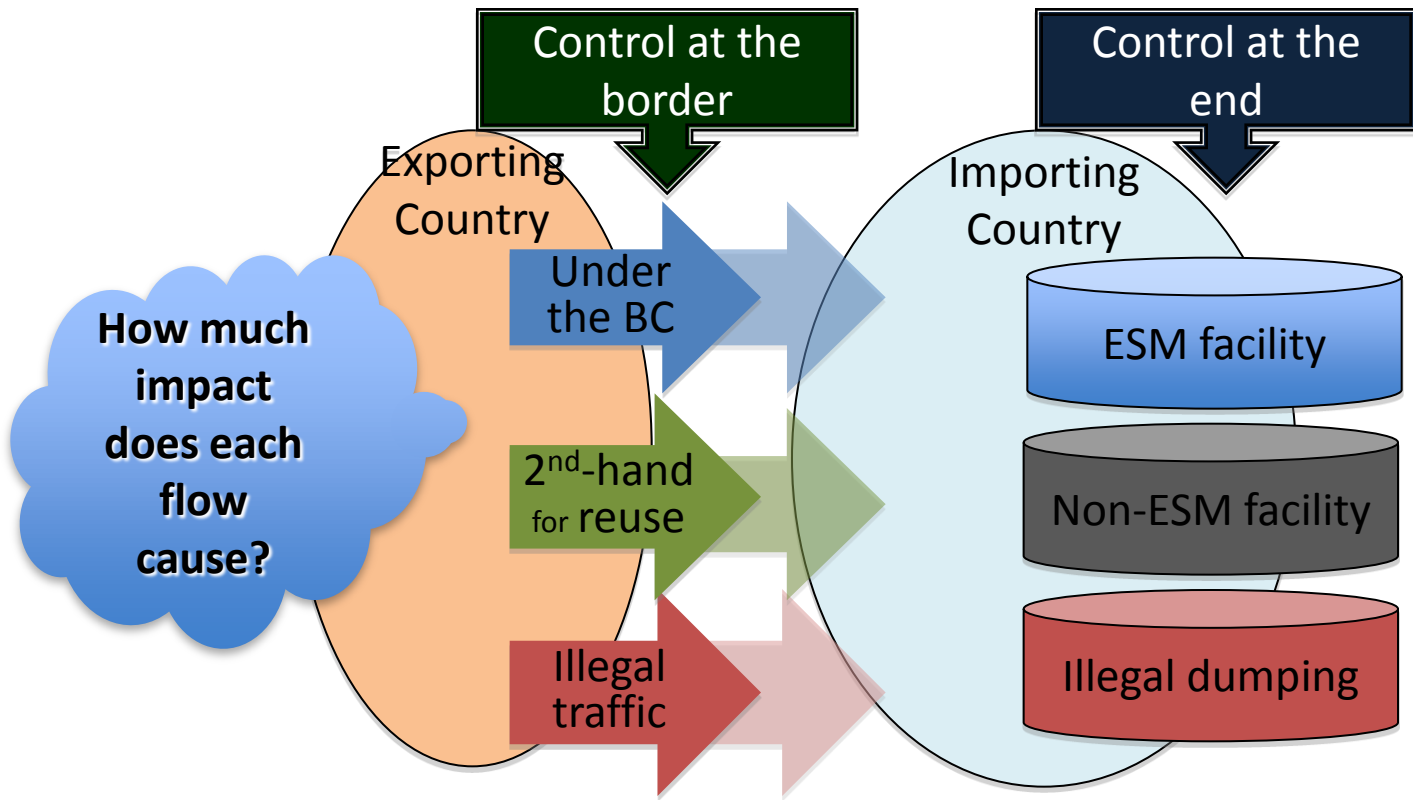 Control at the
border
Control at the
end
Exporting
Country
Importing
Country
How much
impact
does each
flow
cause?
Under
the BC
2nd-hand
for reuse
Illegal
traffic
ESM facility
Non-ESM facility
Illegal dumping